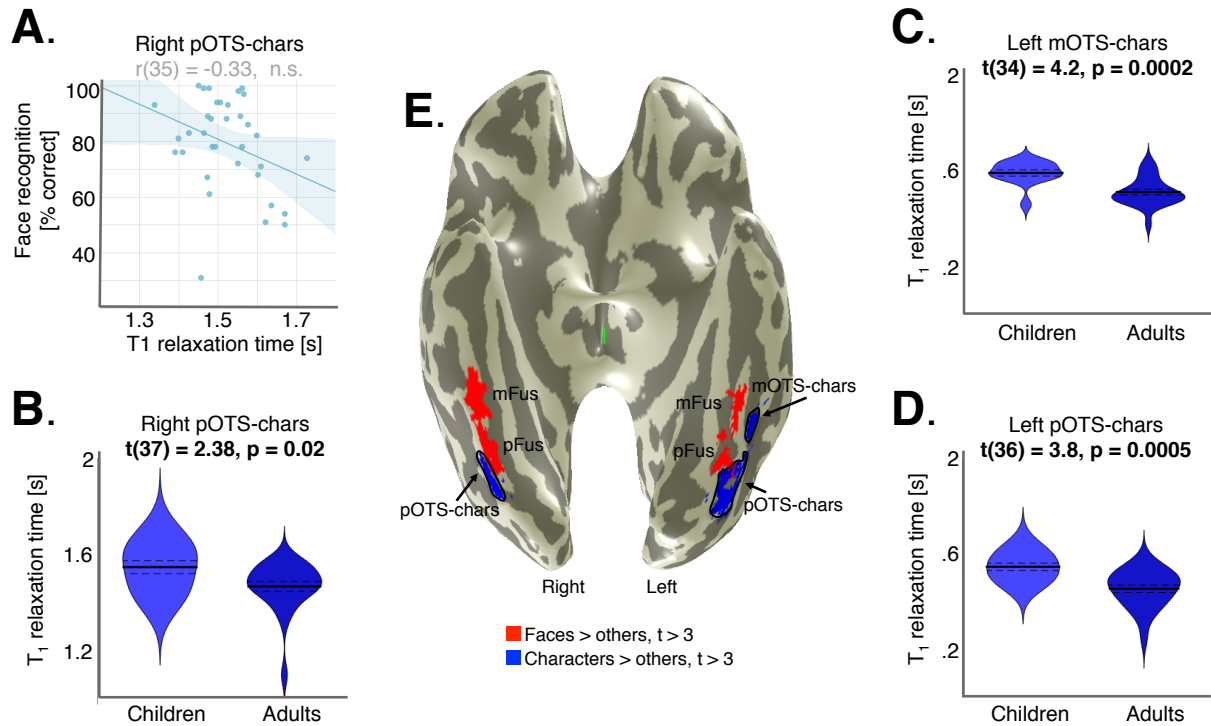 A.
Right pOTS-chars
r(35) = -0.33, n.s.
Face recognition
[% correct]
100
80
60
40
1.3
1.5
1.7
T1 relaxation time [s]
B.
Right pOTS-chars
t(37) = 2.38, p = 0.02
T1 relaxation time [s]
2
1.6
1.2
Children
Adults
E.
mFus
pFus
pOTS-chars
mFus
mOTS-chars
pFus
pOTS-chars
Right
Left
Faces > others, t > 3
Characters > others, t > 3
C.
Left mOTS-chars
t(34) = 4.2, p = 0.0002
T1 relaxation time [s]
2
.6
.2
Children
Adults
D.
Left pOTS-chars
t(36) = 3.8, p = 0.0005
T1 relaxation time [s]
2
.6
.2
Children
Adults